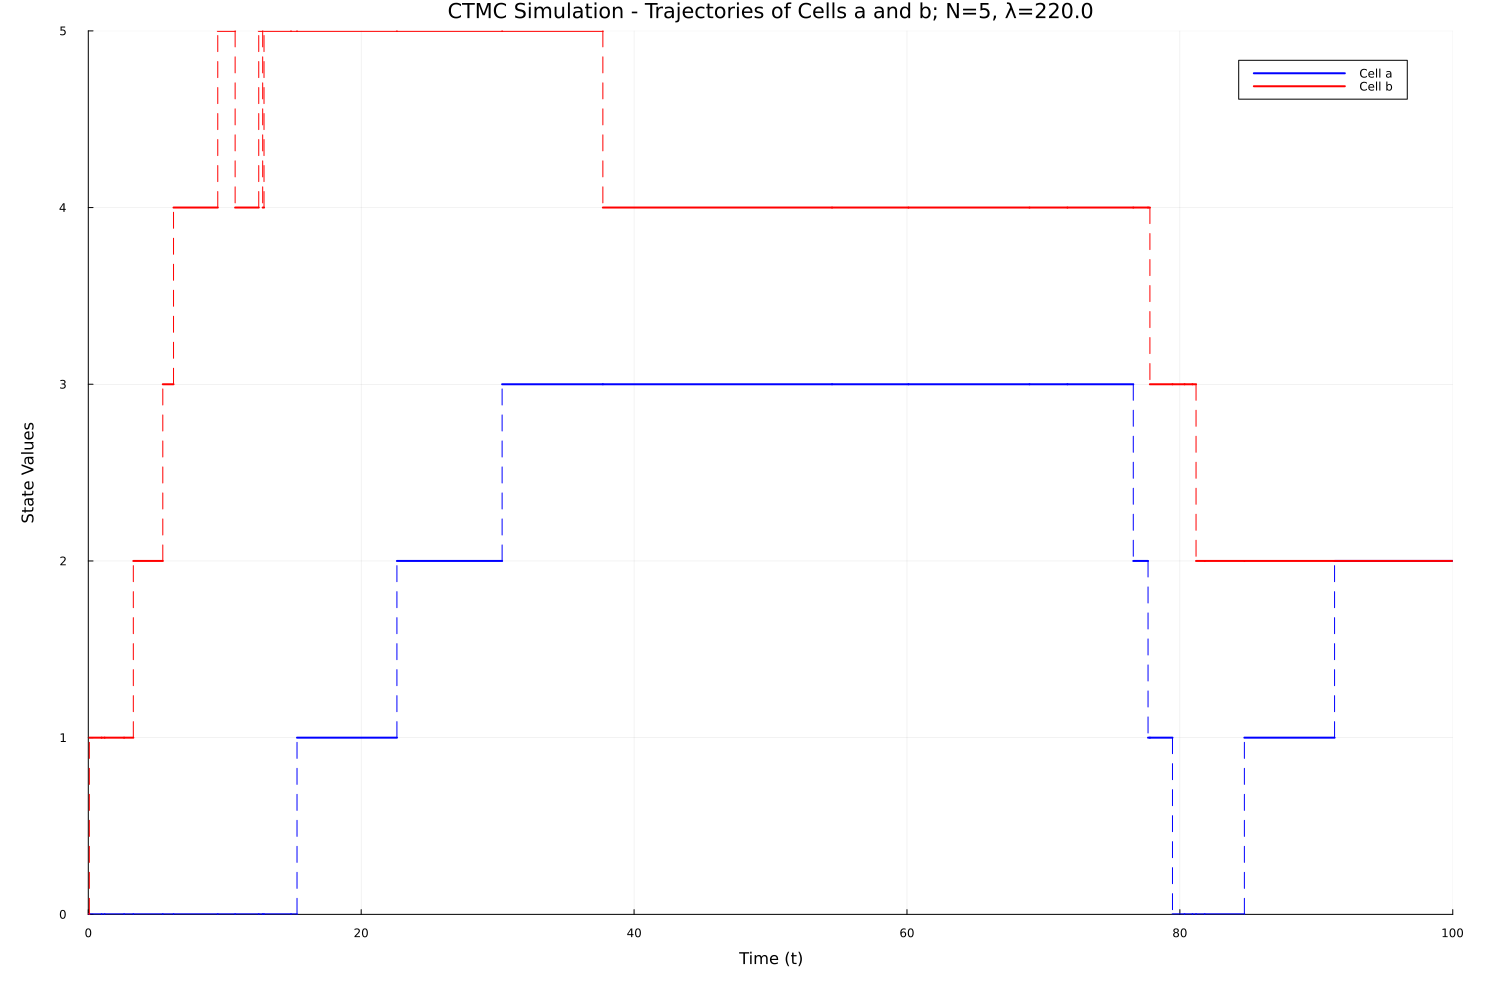 CTMC Simulation - Trajectories of Cells a and b; N=5, λ=220.0
Cell a
Cell b
State Values
5
4
3
2
1
0
0 20 40 60 80 100
Time (t)